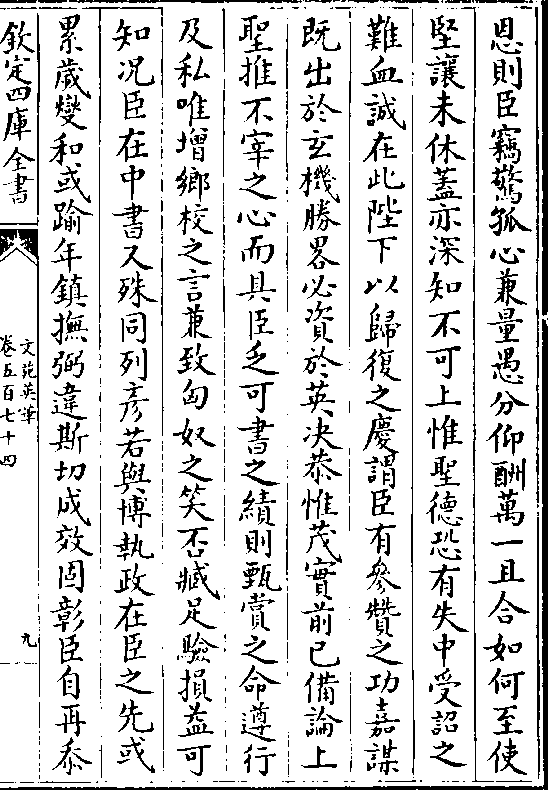 恩則臣竊驚孤心兼量愚分仰酬萬一且合如何至使
堅讓未休葢亦深知不可上惟聖德恐有失中受詔之
難血誠在此陛下以歸復之慶謂臣有參贊之功嘉謀
既出於玄機勝畧必資於英决恭惟茂實前已備論上
聖推不宰之心而具臣乏可書之績則甄賞之命遵行
及私唯增鄉校之言兼致匈奴之笑否臧足驗損益可
知况臣在中書又殊同列彦若與博執政在臣之先或
累歳燮和或踰年鎮撫弼違斯切成效固彰臣自再忝
欽定四庫全書
文苑英華
卷五百七十四
九